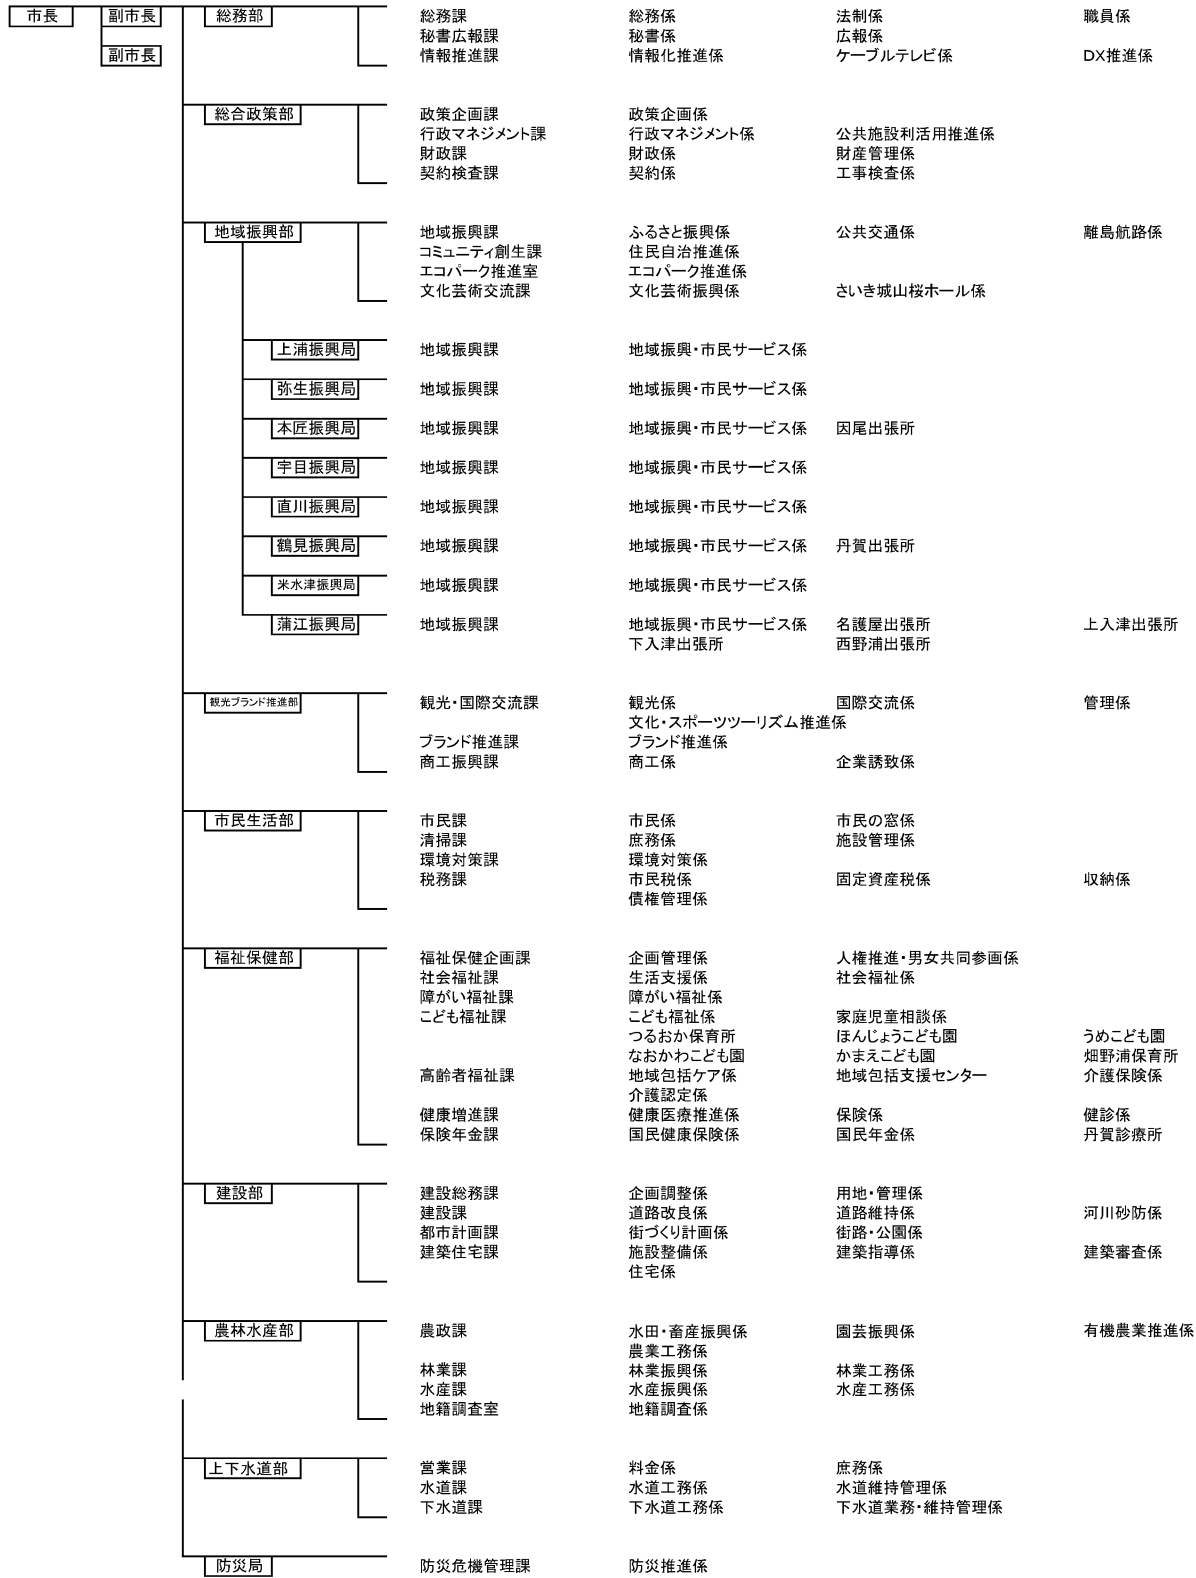 市長 副市長 総務部 総務課 総務係 法制係 職員係
秘書広報課 秘書係 広報係
副市長 情報推進課 情報化推進係 ケーブルテレビ係 DX推進係
総合政策部 政策企画課 政策企画係
行政マネジメント課 行政マネジメント係 公共施設利活用推進係
財政課 財政係 財産管理係
契約検査課 契約係 工事検査係
地域振興部 地域振興課 ふるさと振興係 公共交通係 離島航路係
コミュニティ創生課 住民自治推進係
エコパーク推進室 エコパーク推進係
文化芸術交流課 文化芸術振興係 さいき城山桜ホール係
上浦振興局 地域振興課 地域振興・市民サービス係
弥生振興局 地域振興課 地域振興・市民サービス係
本匠振興局 地域振興課 地域振興・市民サービス係 因尾出張所
宇目振興局 地域振興課 地域振興・市民サービス係
直川振興局 地域振興課 地域振興・市民サービス係
鶴見振興局 地域振興課 地域振興・市民サービス係 丹賀出張所
米水津振興局 地域振興課 地域振興・市民サービス係
蒲江振興局 地域振興課 地域振興・市民サービス係 名護屋出張所 上入津出張所
下入津出張所 西野浦出張所
観光ブランド推進部 観光・国際交流課 観光係 国際交流係 管理係
文化・スポーツツーリズム推進係
ブランド推進課 ブランド推進係
商工振興課 商工係 企業誘致係
市民生活部 市民課 市民係 市民の窓係
清掃課 庶務係 施設管理係
環境対策課 環境対策係
税務課 市民税係 固定資産税係 収納係
債権管理係
福祉保健部 福祉保健企画課 企画管理係 人権推進・男女共同参画係
社会福祉課 生活支援係 社会福祉係
障がい福祉課 障がい福祉係
こども福祉課 こども福祉係 家庭児童相談係
つるおか保育所 ほんじょうこども園 うめこども園
なおかわこども園 かまえこども園 畑野浦保育所
高齢者福祉課 地域包括ケア係 地域包括支援センター 介護保険係
介護認定係
健康増進課 健康医療推進係 保険係 健診係
保険年金課 国民健康保険係 国民年金係 丹賀診療所
建設部 建設総務課 企画調整係 用地・管理係
建設課 道路改良係 道路維持係 河川砂防係
都市計画課 街づくり計画係 街路・公園係
建築住宅課 施設整備係 建築指導係 建築審査係
住宅係
農林水産部 農政課 水田・畜産振興係 園芸振興係 有機農業推進係
農業工務係
林業課 林業振興係 林業工務係
水産課 水産振興係 水産工務係
地籍調査室 地籍調査係
上下水道部 営業課 料金係 庶務係
水道課 水道工務係 水道維持管理係
下水道課 下水道工務係 下水道業務・維持管理係
防災局 防災危機管理課 防災推進係